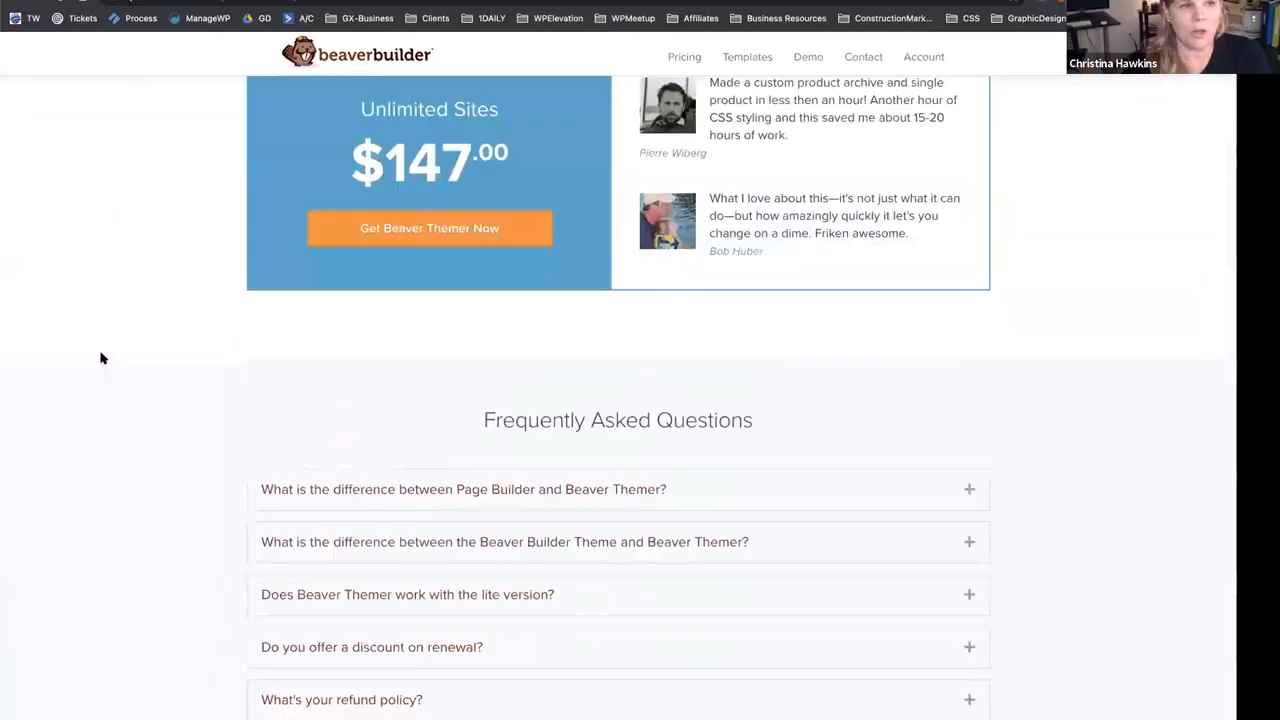 TW Tickets Process ManageWP GD A/C GX-Business Clients 1DAILY WPElevation WPMeetup Affiliates Business Resources ConstructionMark... CSS GraphicDesign
beaverbuilder
Pricing Templates Demo Contact Account
Christina Hawkins
Unlimited Sites
$147.00
Get Beaver Themer Now
Made a custom product archive and single
product in less then an hour! Another hour of
CSS styling and this saved me about 15-20
hours of work.
Pierre Wiberg
What I love about this—it's not just what it can
do—but how amazingly quickly it let's you
change on a dime. Friken awesome.
Bob Huber
Frequently Asked Questions
What is the difference between Page Builder and Beaver Themer?
What is the difference between the Beaver Builder Theme and Beaver Themer?
Does Beaver Themer work with the lite version?
Do you offer a discount on renewal?
What's your refund policy?